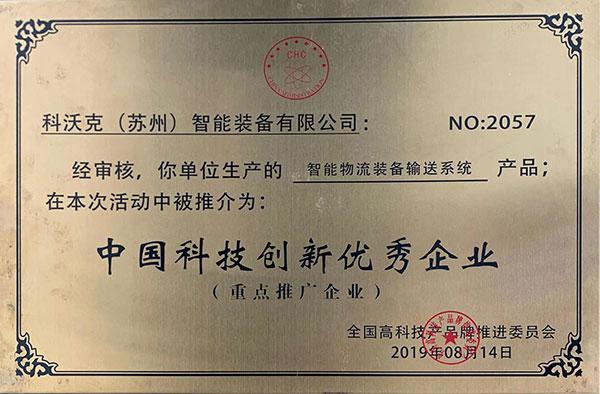 CHC
科沃克（苏州）智能装备有限公司： NO:2057
经审核，你单位生产的 智能物流装备输送系统 产品；
在本次活动中被推介为：
中国科技创新优秀企业
（重点推广企业）
全国高科技产品牌推进委员会
2019年08月14日